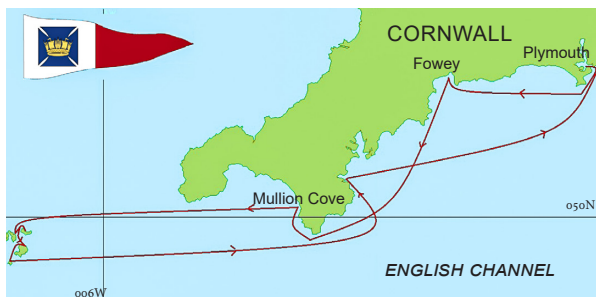 CORNWALL
Fowey
Plymouth
Mullion Cove
050N
ENGLISH CHANNEL
006W